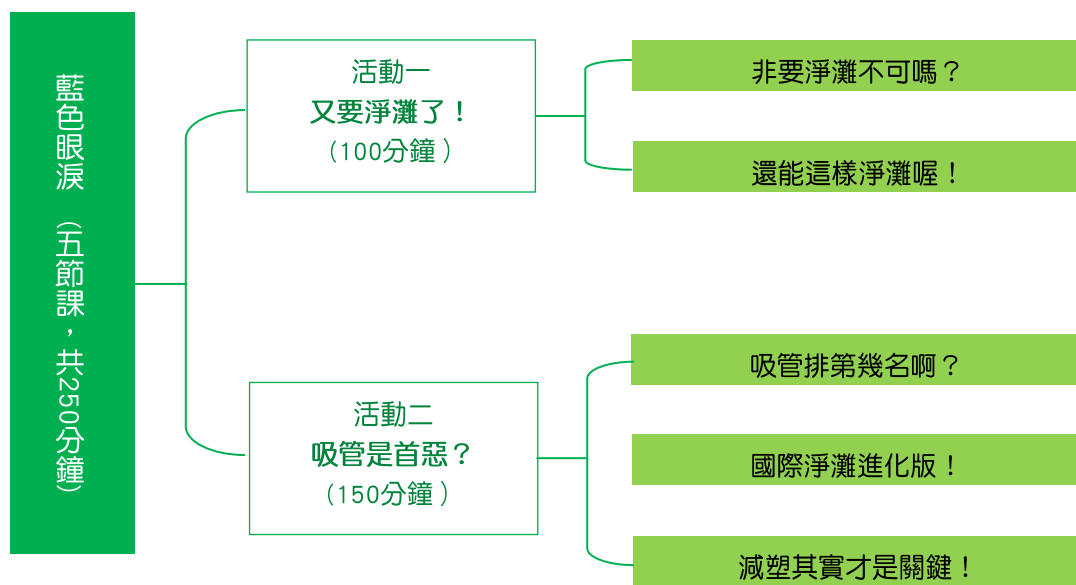 藍色眼淚 (五節課，共250分鐘)
活動一
又要淨灘了！
(100分鐘)
非要淨灘不可嗎？
還能這樣淨灘喔！
活動二
吸管是首惡？
(150分鐘)
吸管排第幾名啊？
國際淨灘進化版！
減塑其實才是關鍵！